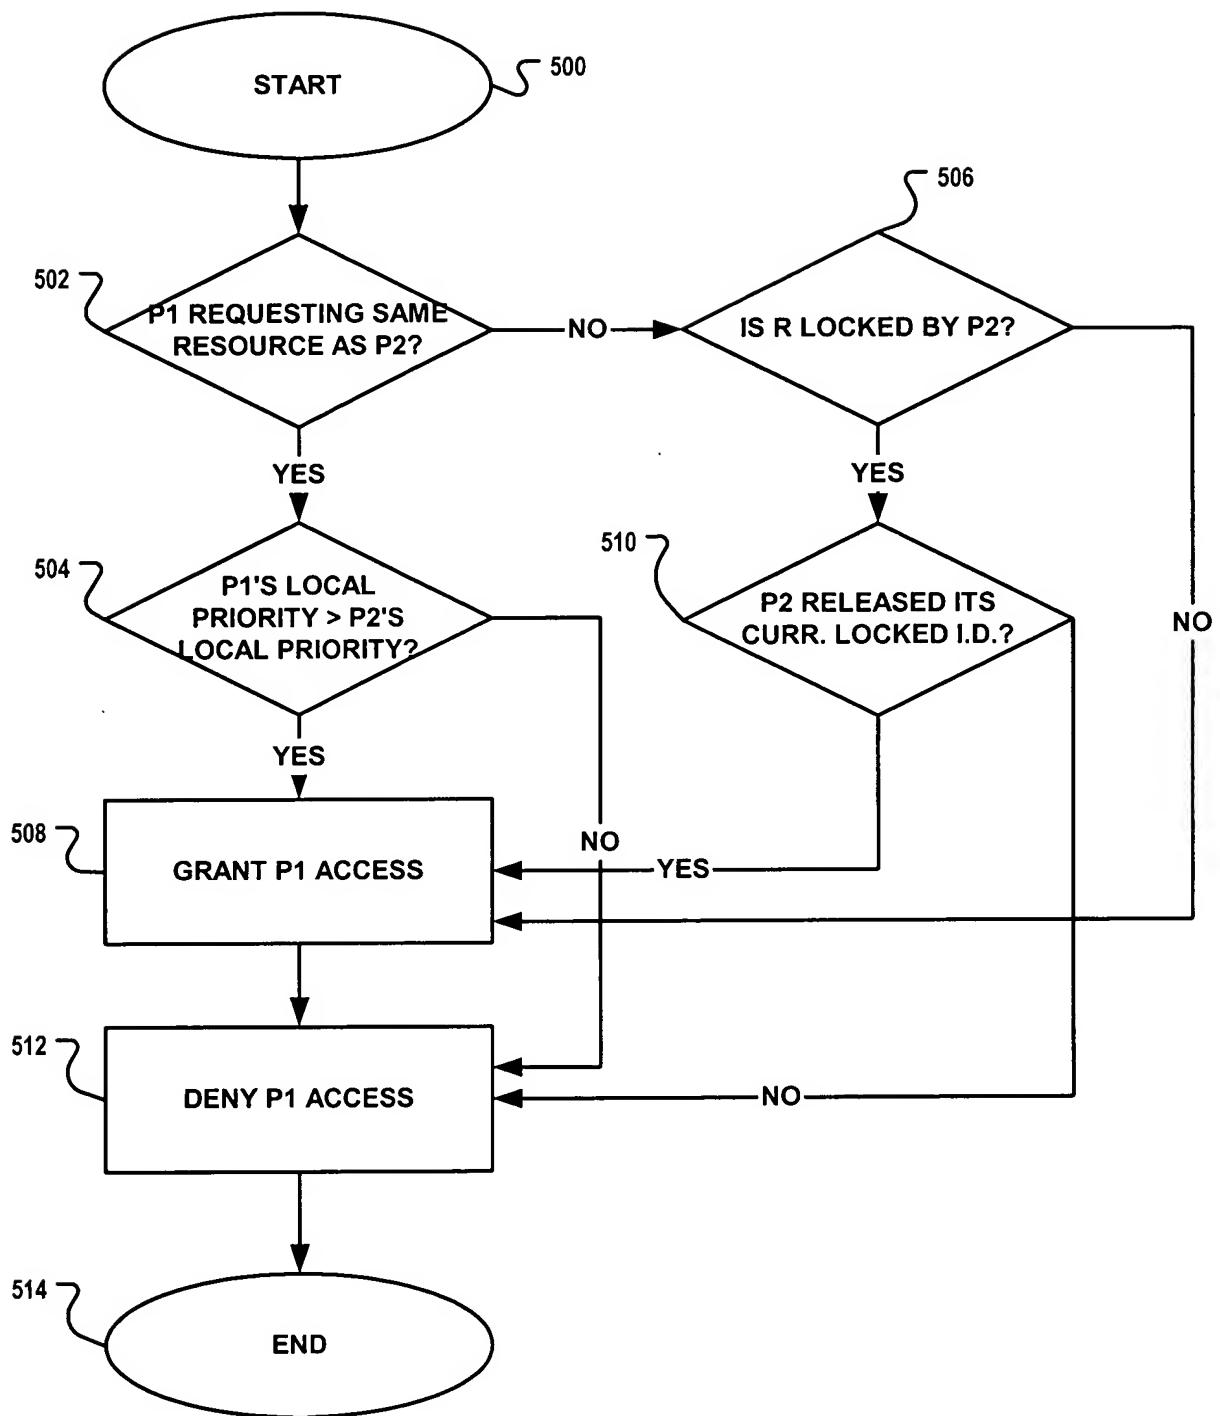 START
500
506
502
P1 REQUESTING SAME
RESOURCE AS P2?
NO
IS R LOCKED BY P2?
YES
YES
504
P1'S LOCAL
PRIORITY > P2'S
LOCAL PRIORITY?
510
P2 RELEASED ITS
CURR. LOCKED I.D.?
NO
YES
508
GRANT P1 ACCESS
NO
YES
512
DENY P1 ACCESS
NO
514
END